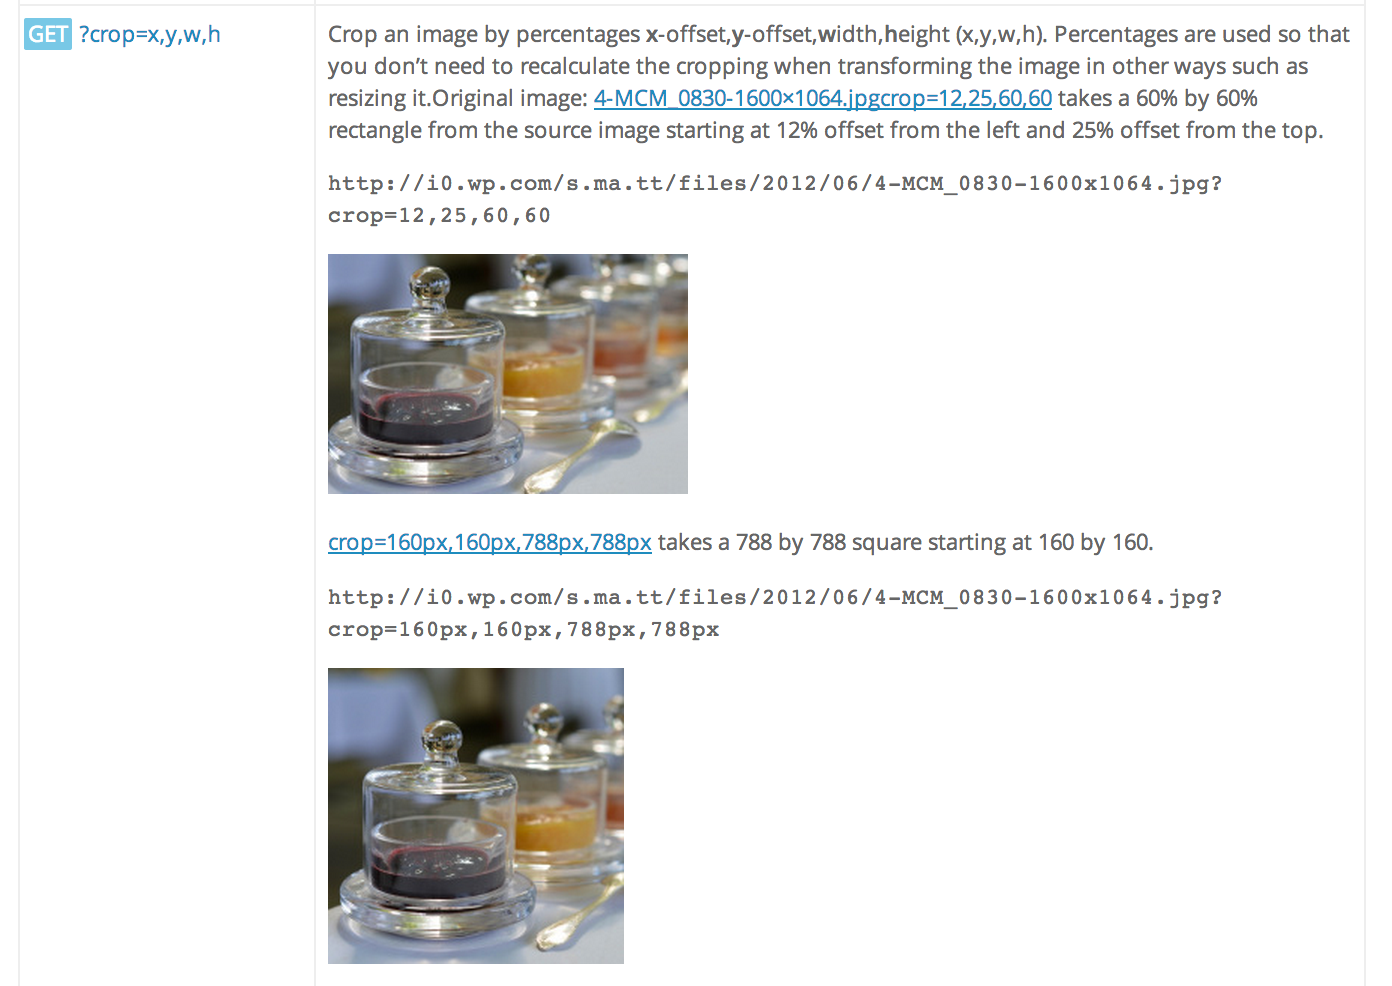 GET ?crop=x,y,w,h
Crop an image by percentages x-offset,y-offset,width,height (x,y,w,h). Percentages are used so that
you don’t need to recalculate the cropping when transforming the image in other ways such as
resizing it.Original image: 4-MCM_0830-1600×1064.jpgcrop=12,25,60,60 takes a 60% by 60%
rectangle from the source image starting at 12% offset from the left and 25% offset from the top.
http://i0.wp.com/s.ma.tt/files/2012/06/4-MCM_0830-1600x1064.jpg?
crop=12,25,60,60
crop=160px,160px,788px,788px takes a 788 by 788 square starting at 160 by 160.
http://i0.wp.com/s.ma.tt/files/2012/06/4-MCM_0830-1600x1064.jpg?
crop=160px,160px,788px,788px